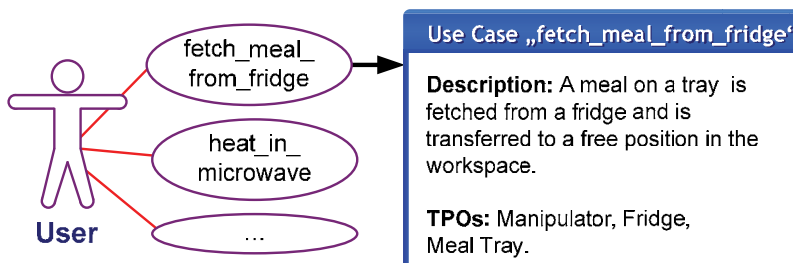 fetch_meal_
from_fridge
heat_in_
microwave
...
User
Use Case „fetch_meal_from_fridge“
Description: A meal on a tray is
fetched from a fridge and is
transferred to a free position in the
workspace.
TPOs: Manipulator, Fridge,
Meal Tray.